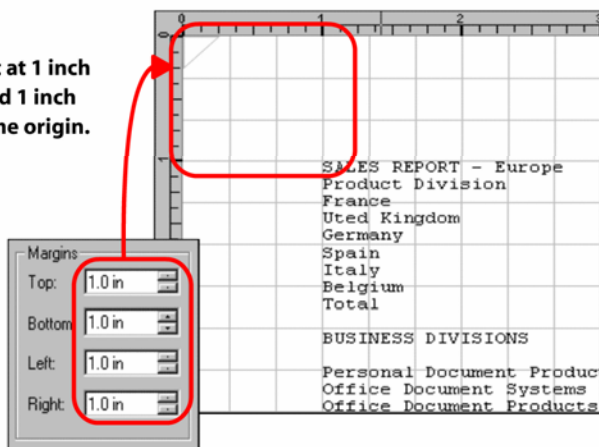 0 1 2
t at 1 inch
d 1 inch
ne origin.
1
SALES REPORT - Europe
Product Division
France
Uted Kingdom
Germany
Spain
Italy
Belgium
Total
BUSINESS DIVISIONS
Personal Document Produc
Office Document Systems
Office Document Products
Margins
Top: 1.0 in
Bottom 1.0 in
Left: 1.0 in
Right: 1.0 in